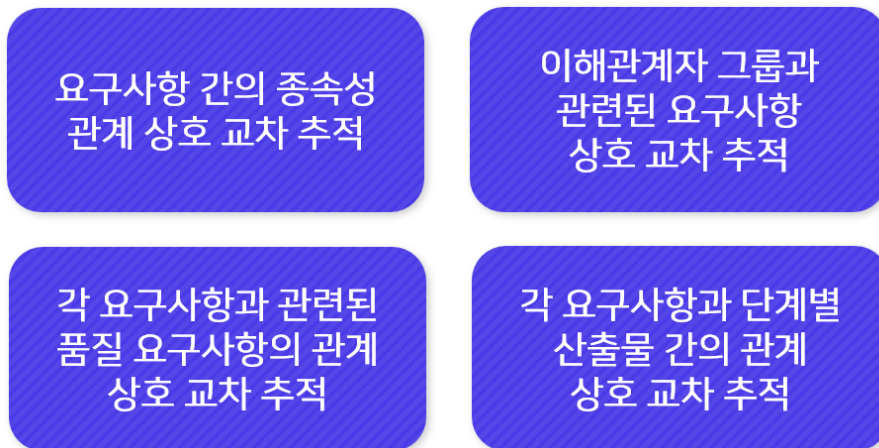 요구사항 간의 종속성
관계 상호 교차 추적
이해관계자 그룹과
관련된 요구사항
상호 교차 추적
각 요구사항과 관련된
품질 요구사항의 관계
상호 교차 추적
각 요구사항과 단계별
산출물 간의 관계
상호 교차 추적